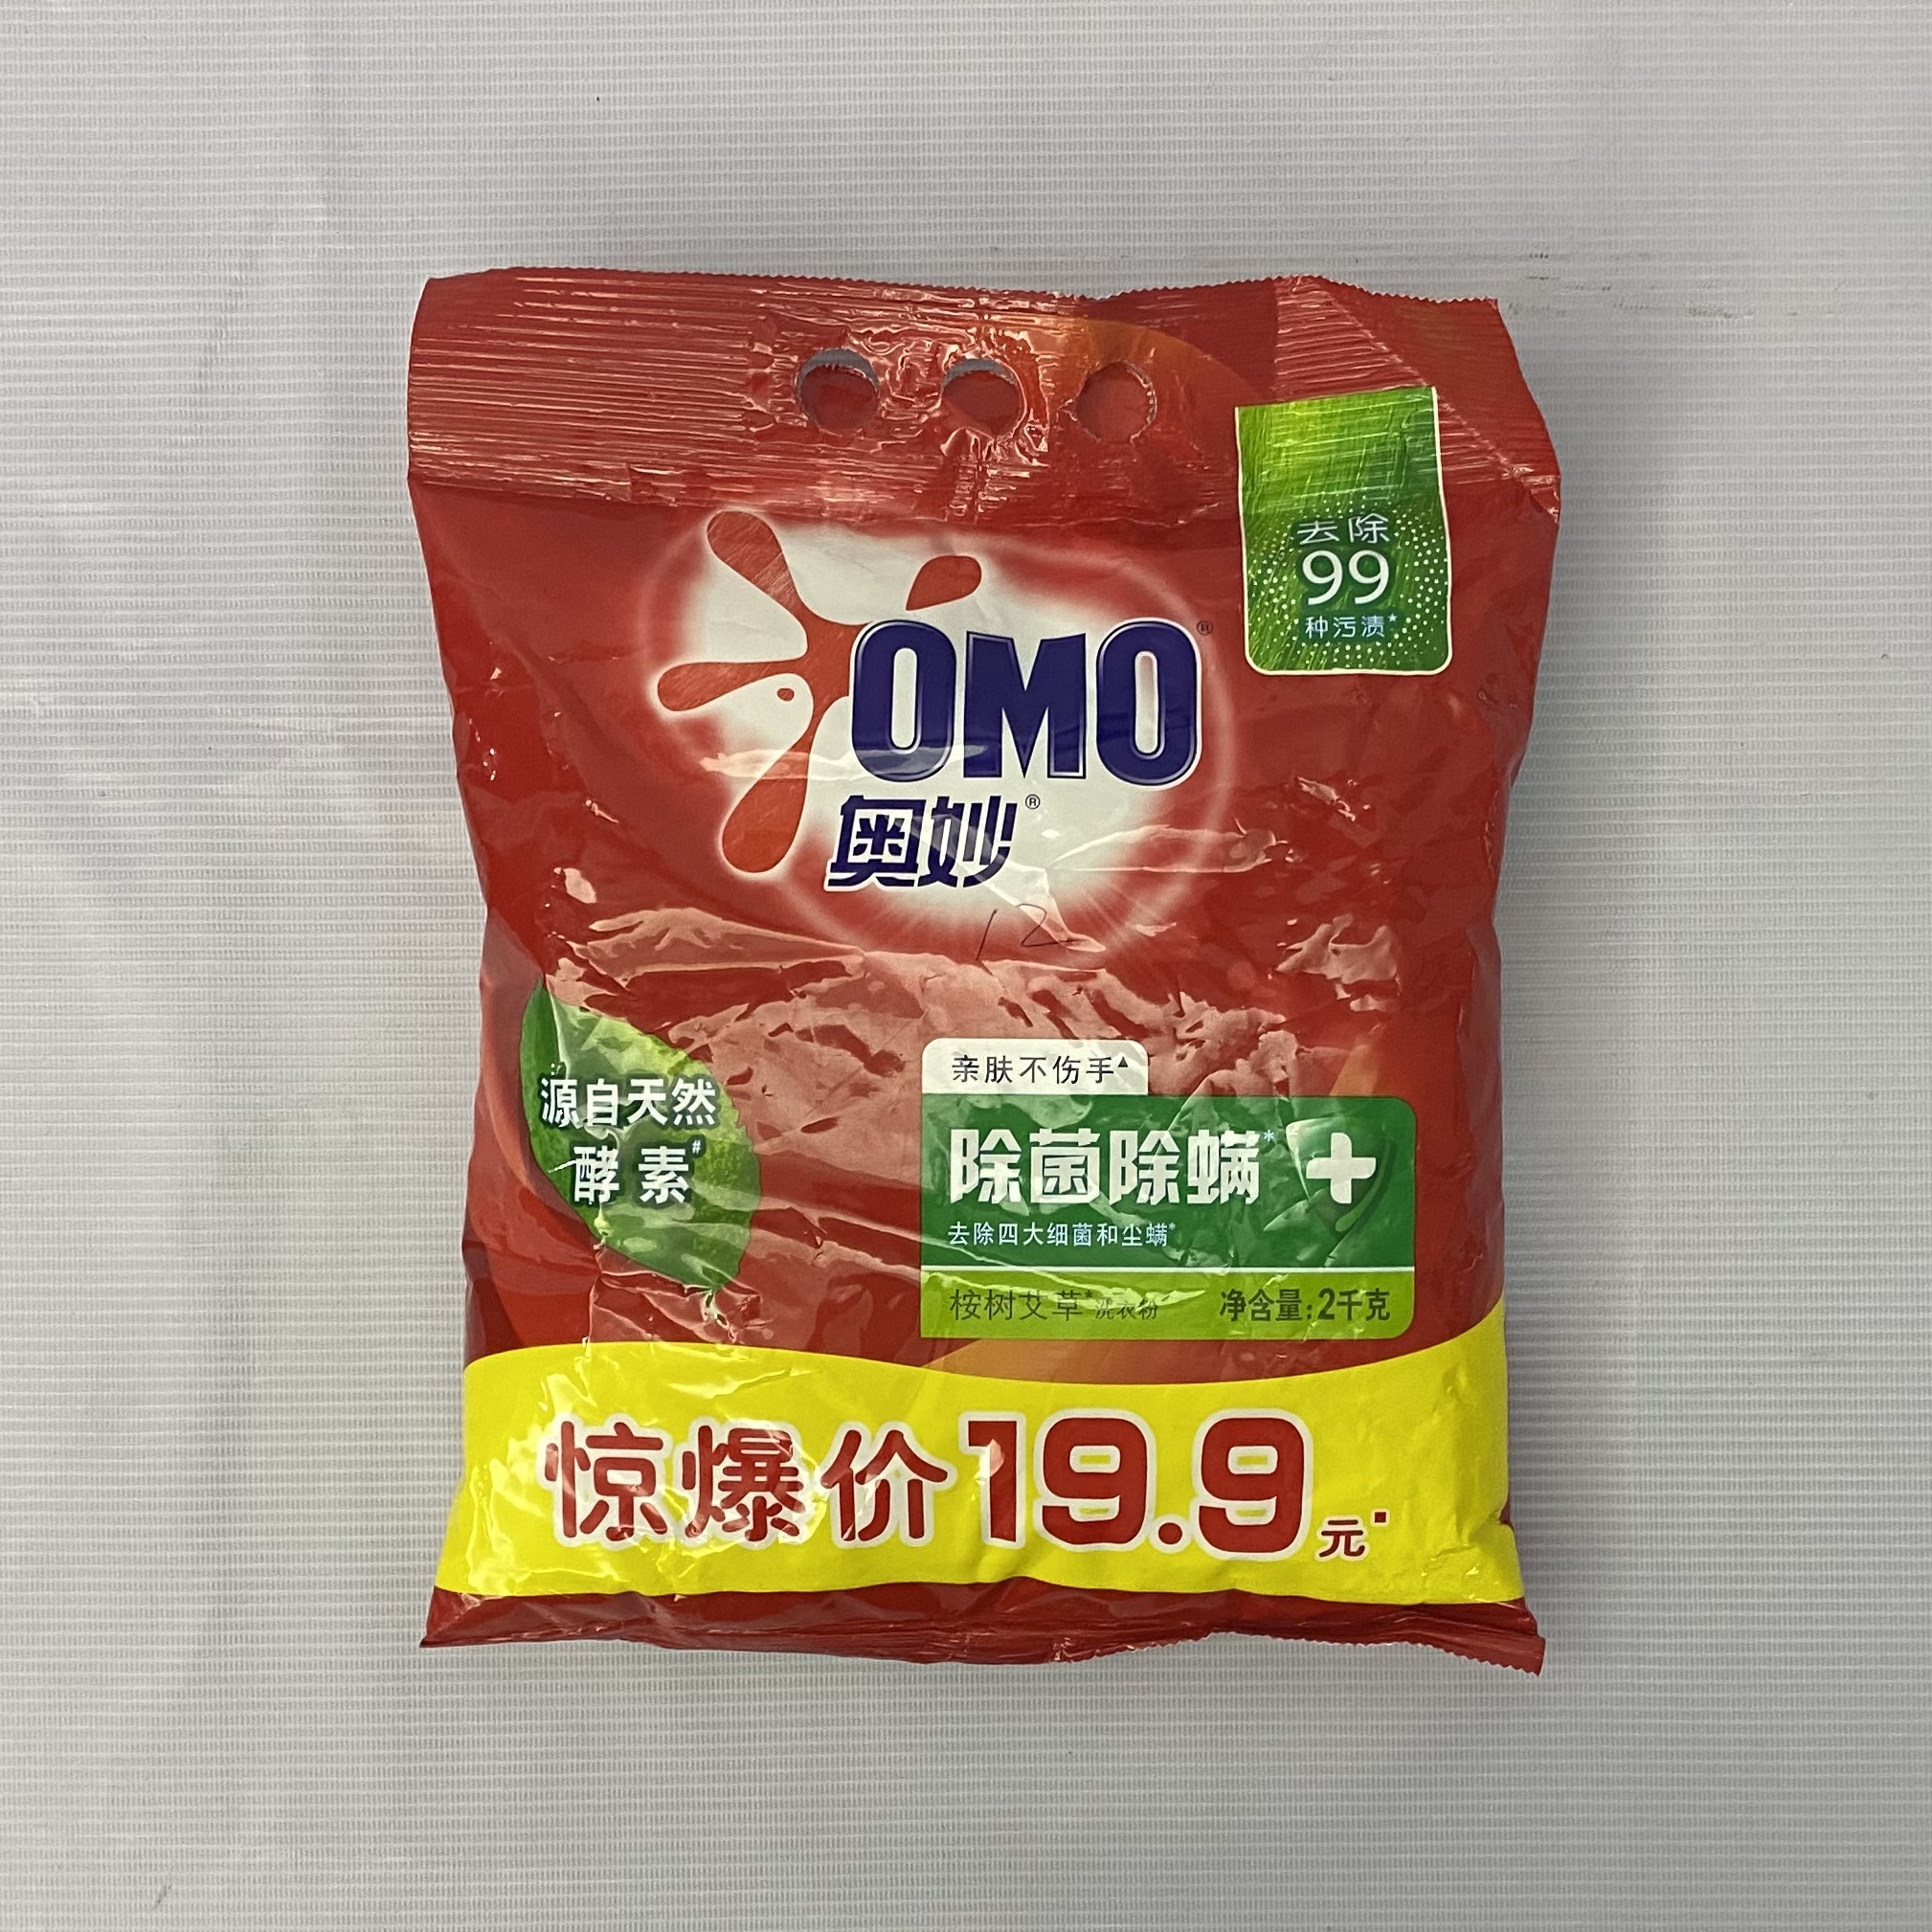 去除
99
种污渍*
OMO®
奥妙®
12
亲肤不伤手▲
源自天然
酵素#
除菌除螨*
去除四大细菌和尘螨*
桉树艾草*洗衣粉 净含量:2千克
惊爆价19.9元▪